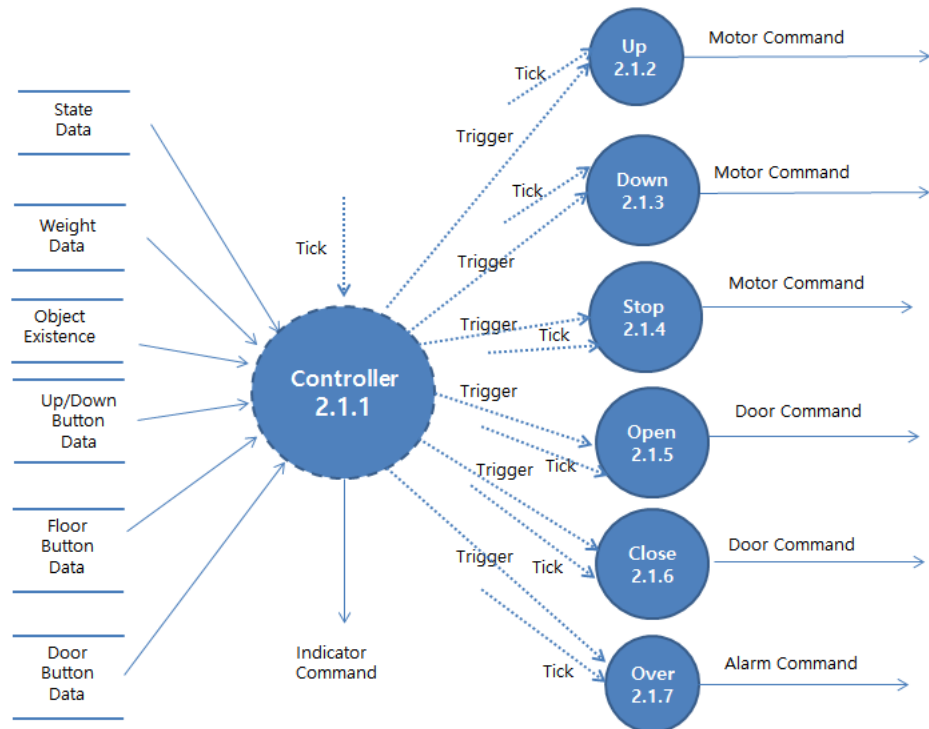 State
Data
Weight
Data
Object
Existence
Up/Down
Button
Data
Floor
Button
Data
Door
Button
Data
Tick
Controller
2.1.1
Indicator
Command
Tick
Trigger
Up
2.1.2
Motor Command
Tick
Trigger
Down
2.1.3
Motor Command
Trigger
Tick
Stop
2.1.4
Motor Command
Trigger
Tick
Open
2.1.5
Door Command
Trigger
Tick
Close
2.1.6
Door Command
Trigger
Tick
Over
2.1.7
Alarm Command